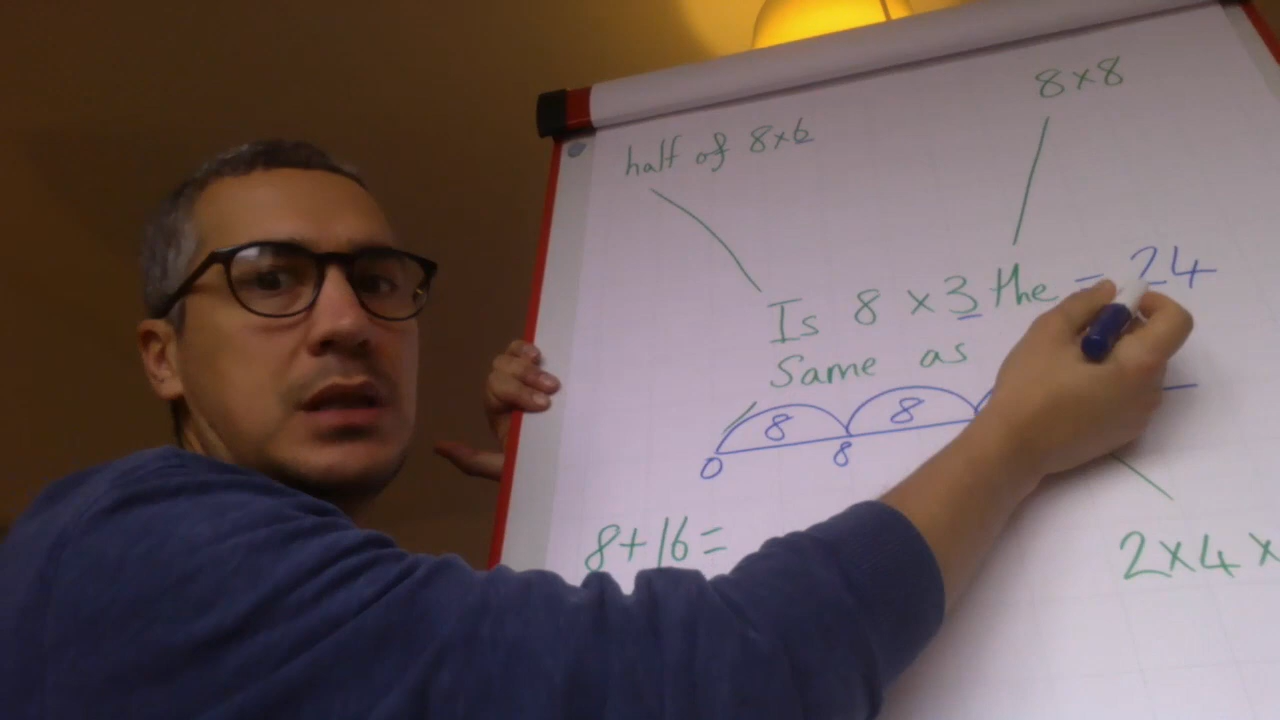 8×8
half of 8×6
Is 8 × 3 the = 24
Same as
8 8
0 8
8+16=
2×4×